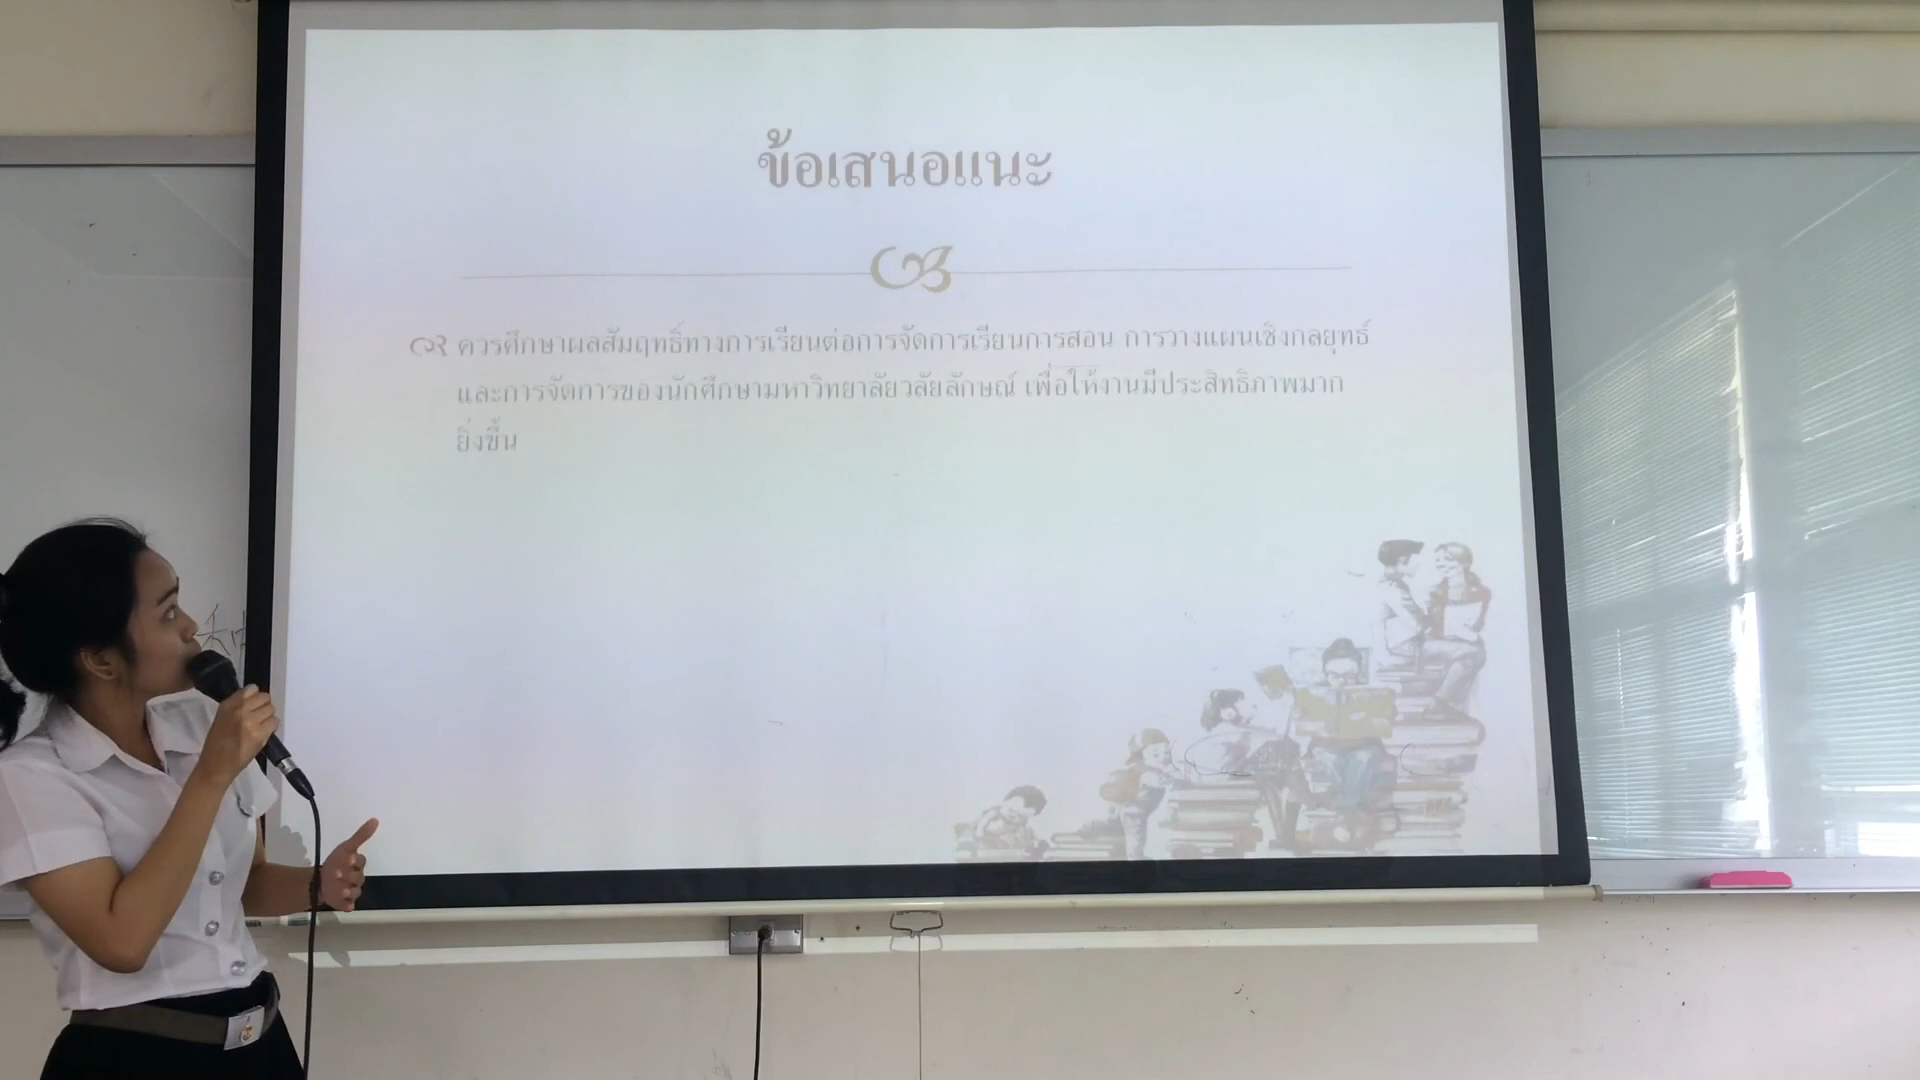 ข้อเสนอแนะ
ควรศึกษาผลสัมฤทธิ์ทางการเรียนต่อการจัดการเรียนการสอน การวางแผนเชิงกลยุทธ์
และการจัดการของนักศึกษามหาวิทยาลัยวลัยลักษณ์ เพื่อให้งานมีประสิทธิภาพมาก
ยิ่งขึ้น